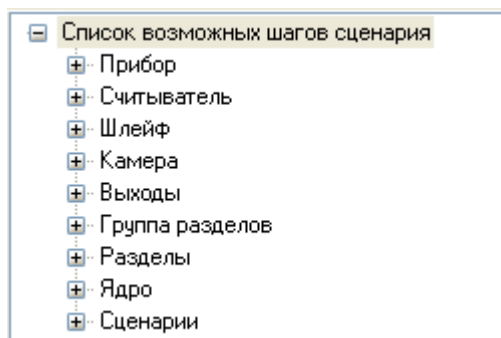 Список возможных шагов сценария
Прибор
Считыватель
Шлейф
Камера
Выходы
Группа разделов
Разделы
Ядро
Сценарии